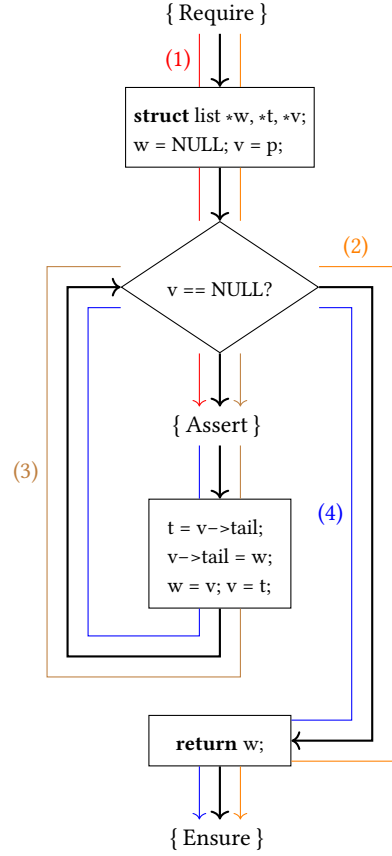 { Require }
(1)
struct list *w, *t, *v;
w = NULL; v = p;
(2)
v == NULL?
{ Assert }
(3)
t = v->tail;
v->tail = w;
w = v; v = t;
(4)
return w;
{ Ensure }